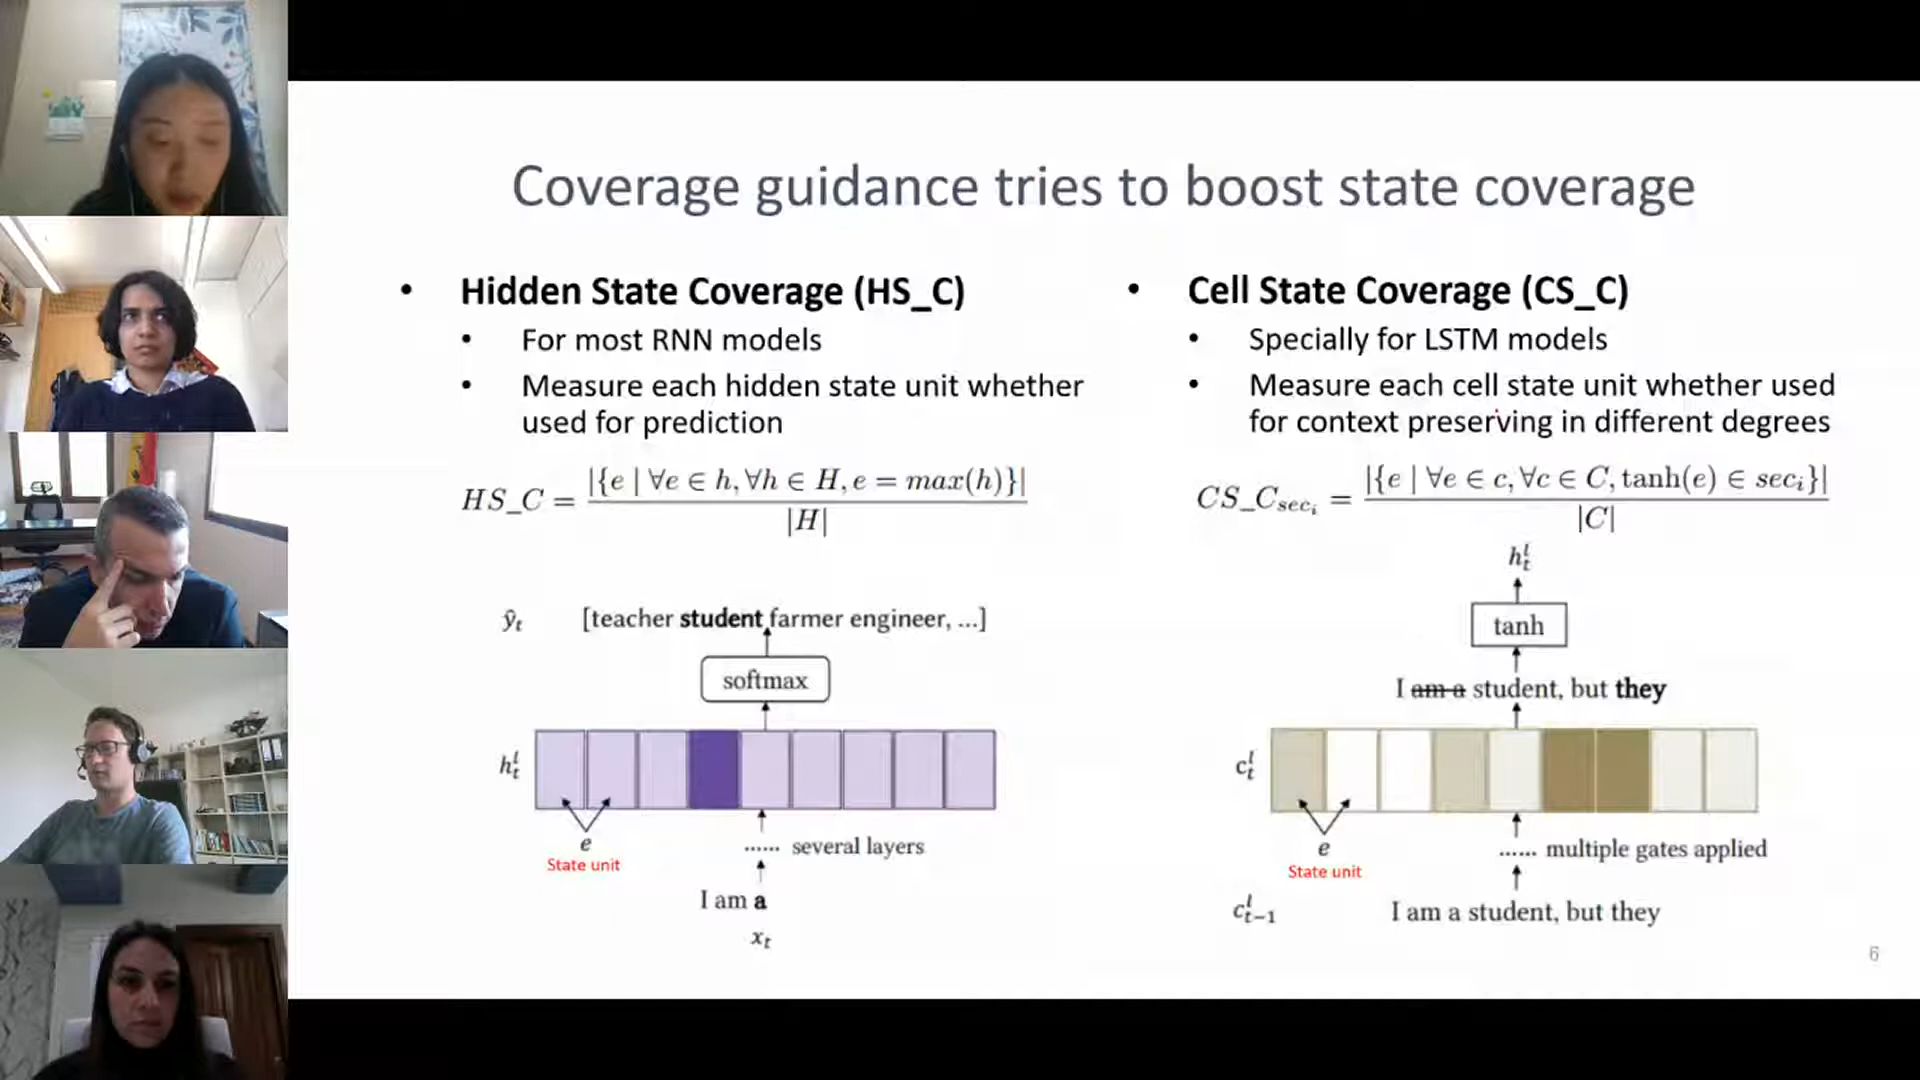 Coverage guidance tries to boost state coverage
• Hidden State Coverage (HS_C)
• For most RNN models
• Measure each hidden state unit whether
used for prediction
HS_C = |{e | ∀e ∈ h, ∀h ∈ H, e = max(h)}| / |H|
ŷₜ [teacher student farmer engineer, ...]
softmax
hₜˡ
e
State unit
...... several layers
I am a
xₜ
• Cell State Coverage (CS_C)
• Specially for LSTM models
• Measure each cell state unit whether used
for context preserving in different degrees
CS_C_{sec_i} = |{e | ∀e ∈ c, ∀c ∈ C, tanh(e) ∈ sec_i}| / |C|
hₜˡ
tanh
I am a student, but they
cₜˡ
e
State unit
...... multiple gates applied
cₜ₋₁ˡ I am a student, but they
6